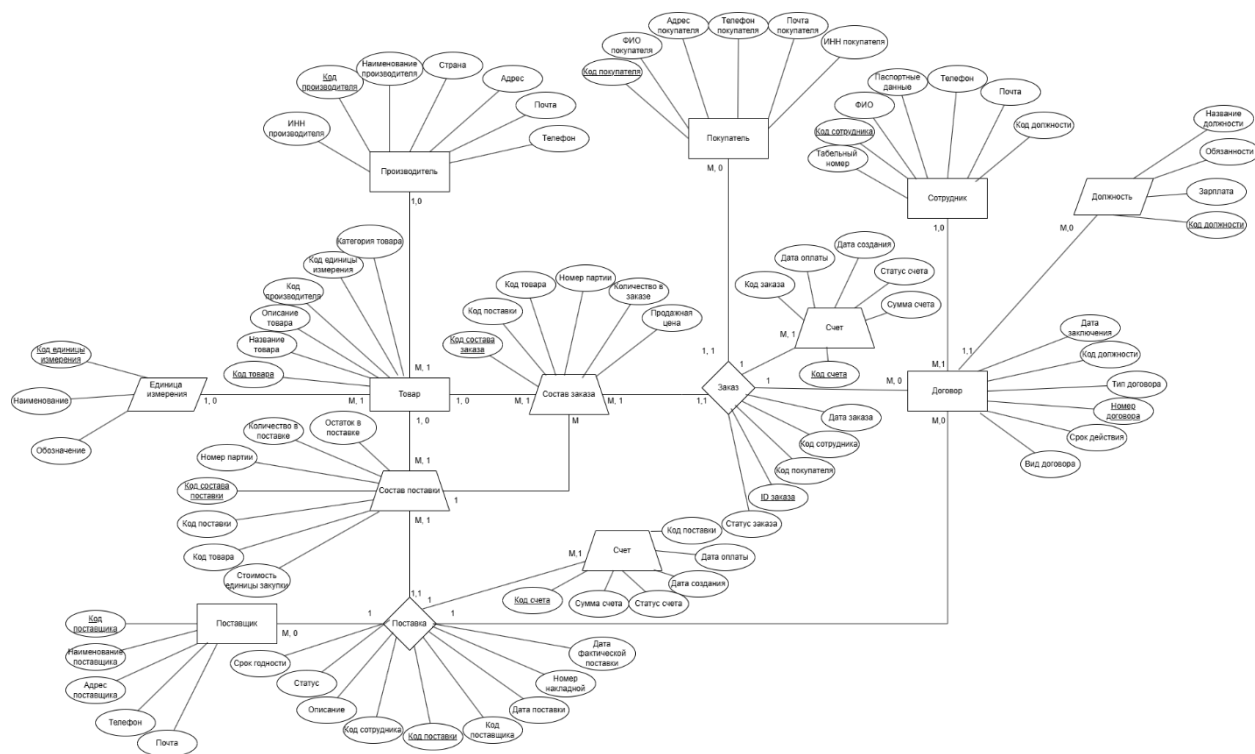 Код
производителя
Наименование
производителя
Страна
Адрес
Почта
Телефон
ИНН
производителя
Производитель
1,0
ФИО
покупателя
Адрес
покупателя
Телефон
покупателя
Почта
покупателя
ИНН покупателя
Код покупателя
Покупатель
M, 0
Паспортные
данные
Телефон
Почта
ФИО
Код сотрудника
Табельный
номер
Код должности
Сотрудник
1,0
Название
должности
Обязанности
Зарплата
Код должности
Должность
M,0
Категория товара
Код единицы
измерения
Код
производителя
Описание
товара
Название
товара
Код товара
M, 1
Товар
M, 1
1,0
1,0
Код единицы
измерения
Наименование
Обозначение
Единица
измерения
1,0
Код товара
Номер партии
Количество в
заказе
Продажная
цена
Код поставки
Код состава
заказа
Состав заказа
M, 1
M, 1
M
Дата оплаты
Дата создания
Код заказа
Статус счета
Сумма счета
Счет
M, 1
Код счета
1, 1
1
Заказ
1
1,1
M, 0
Дата заказа
Код сотрудника
Код покупателя
ID заказа
Статус заказа
M,1
1,1
Договор
M,0
Дата
заключения
Код должности
Тип договора
Номер
договора
Срок действия
Вид договора
Количество в
поставке
Остаток в
поставке
Номер партии
Код состава
поставки
Код поставки
Код товара
Стоимость
единицы закупки
M, 1
Состав поставки
1
M, 1
Код поставки
Дата оплаты
Дата создания
Статус счета
Сумма счета
Код счета
Счет
M, 1
Код
поставщика
Наименование
поставщика
Адрес
поставщика
Телефон
Почта
Поставщик
M, 0
1,1
1
1
1
Поставка
Срок годности
Статус
Описание
Код сотрудника
Код поставки
Код
поставщика
Дата поставки
Номер
накладной
Дата
фактической
поставки